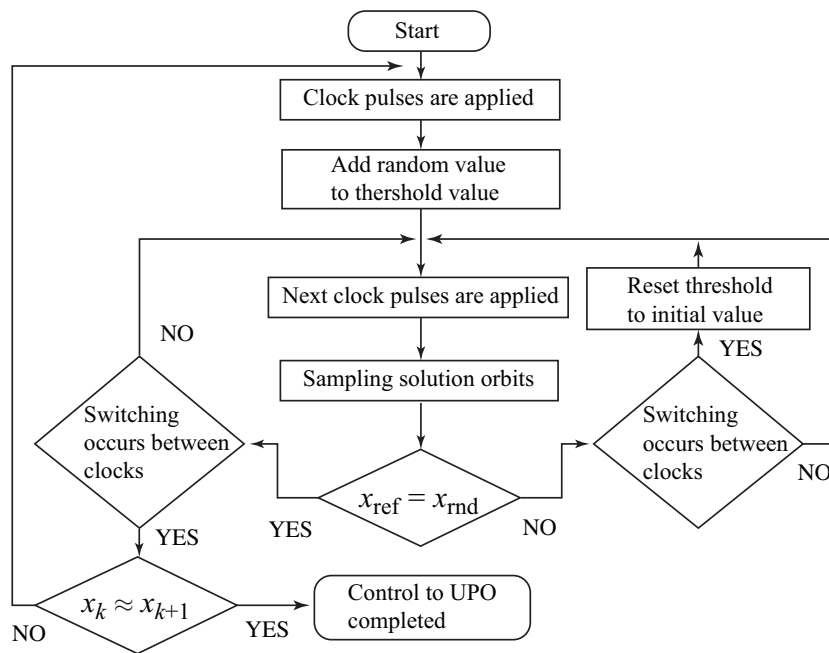 Start
Clock pulses are applied
Add random value
to thershold value
Next clock pulses are applied
Reset threshold
to initial value
NO
YES
Sampling solution orbits
Switching
occurs between
clocks
Switching
occurs between
clocks
x_ref = x_rnd
YES
NO
NO
YES
x_k ≈ x_{k+1}
Control to UPO
completed
NO
YES